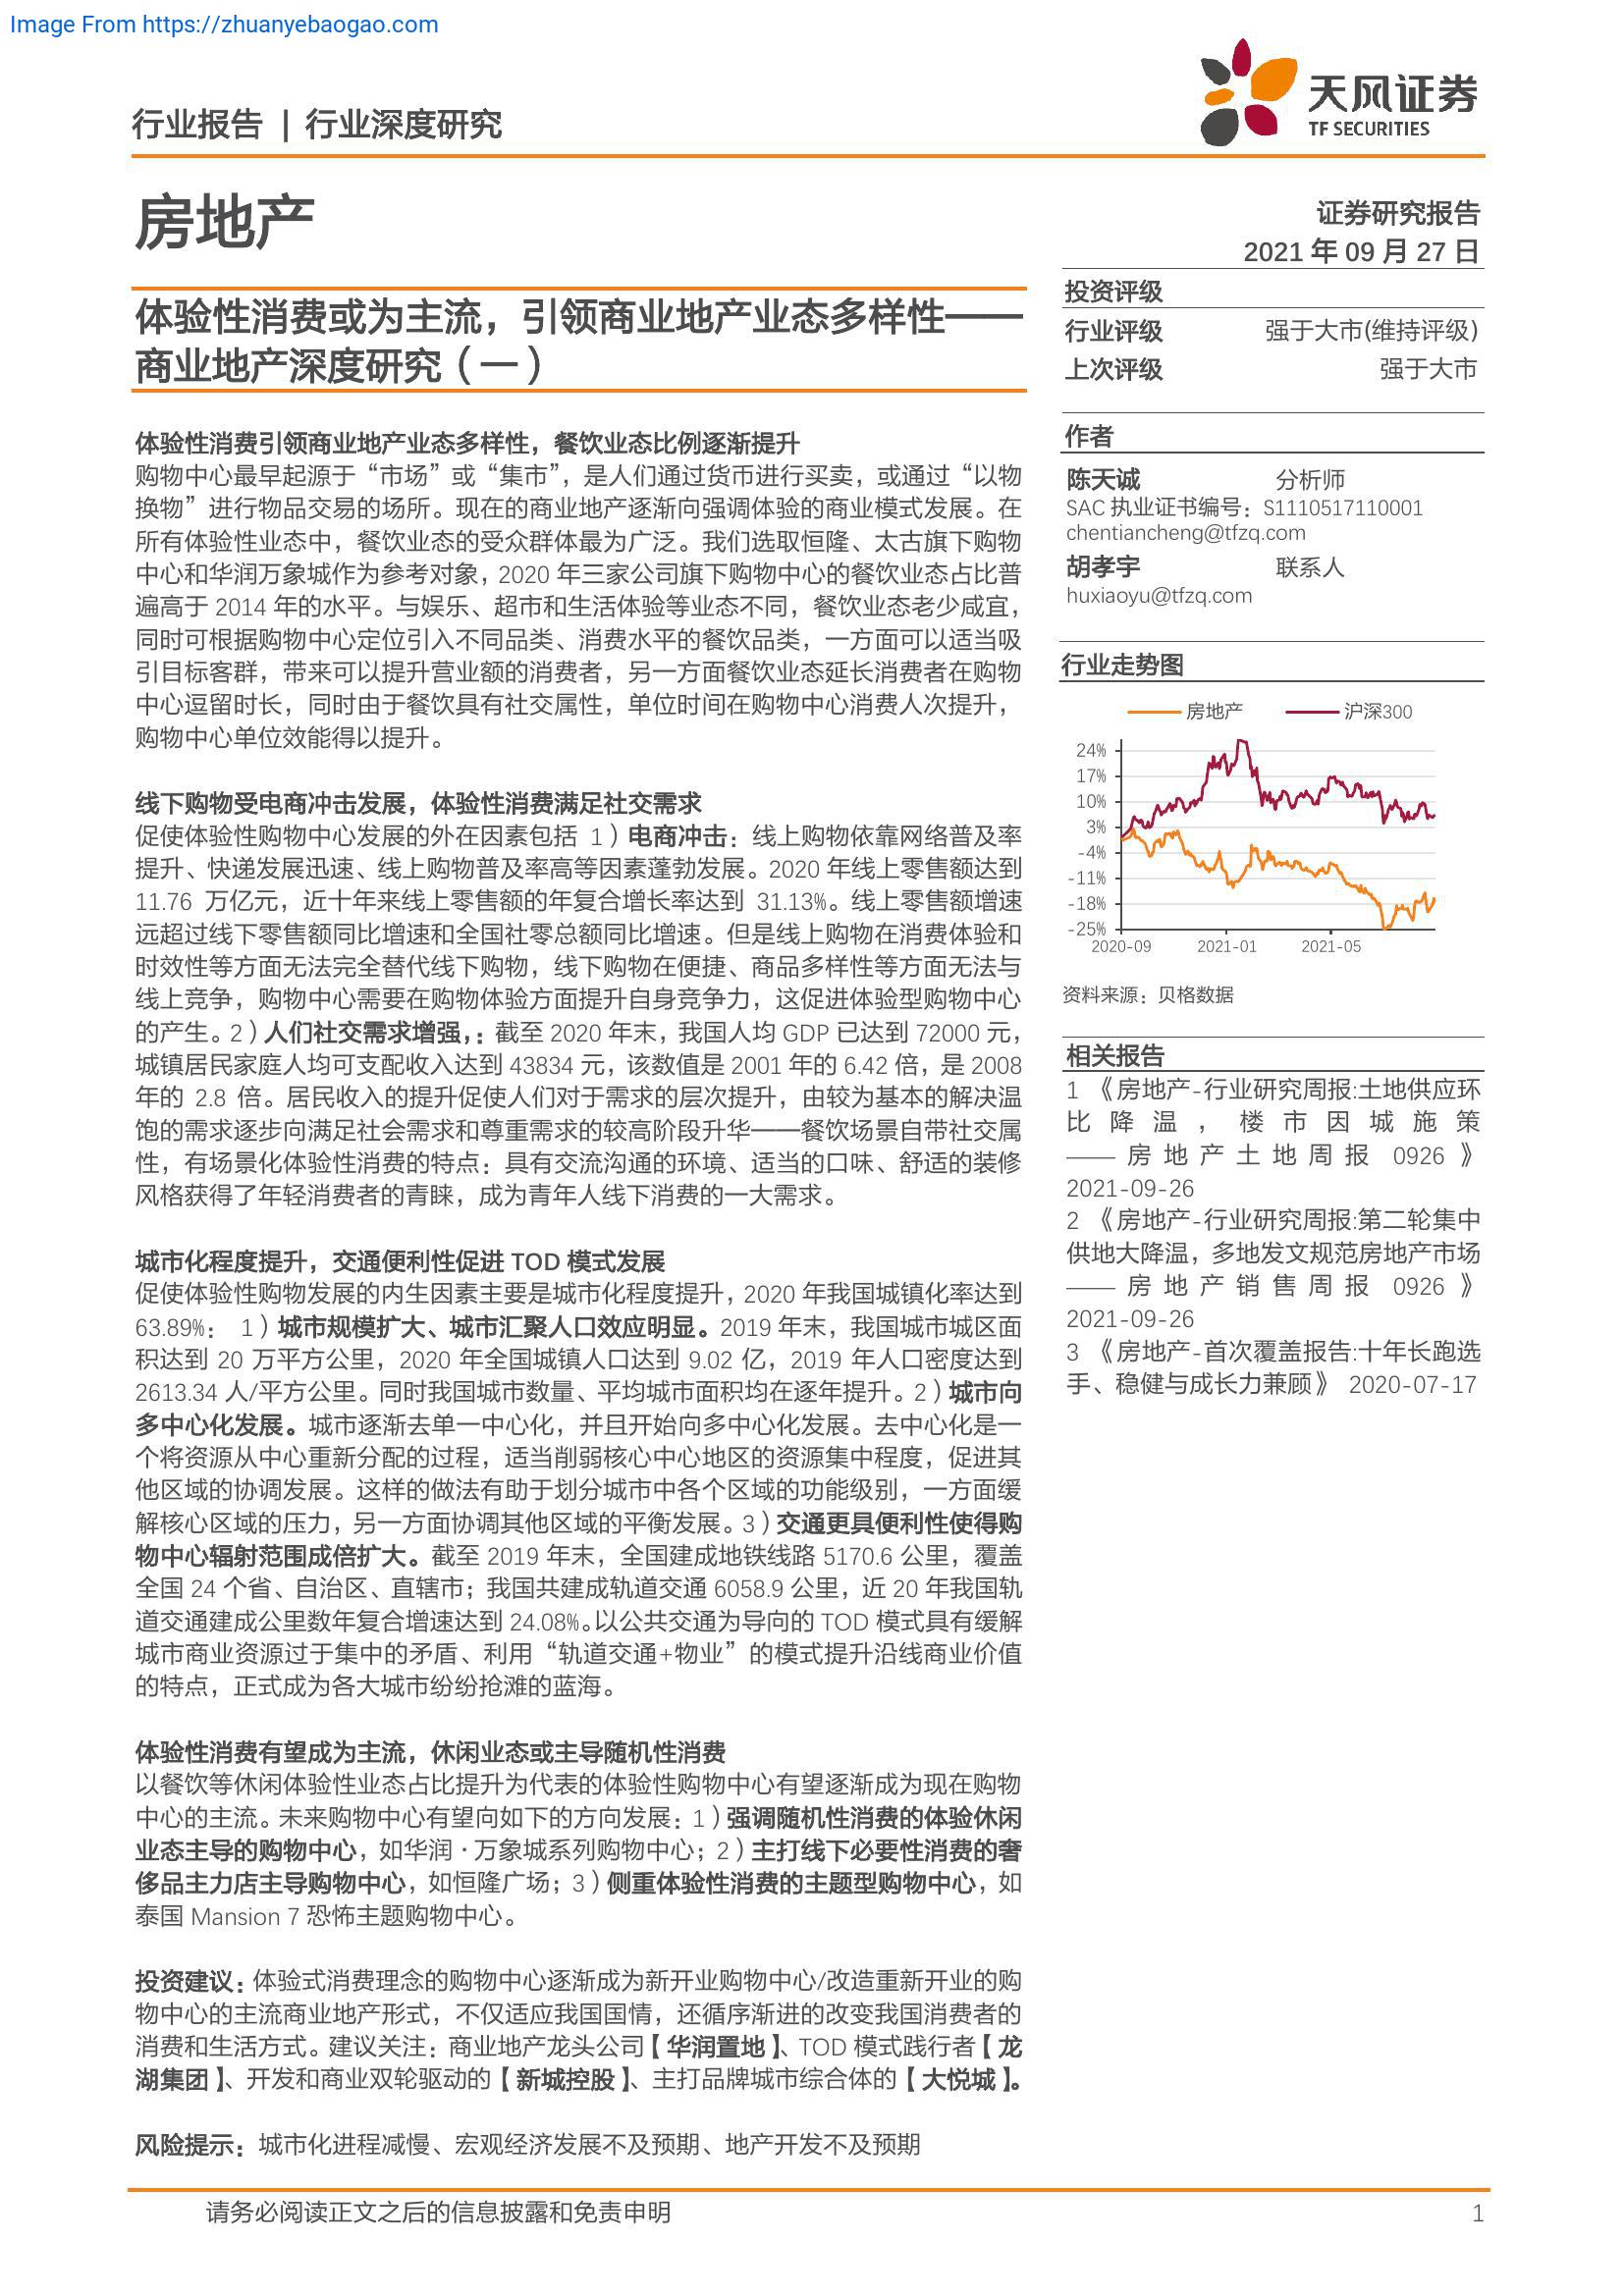 Image From https://zhuanyebaogao.com
行业报告 | 行业深度研究
天风证券
TF SECURITIES
房地产
证券研究报告
2021 年 09 月 27 日
体验性消费或为主流，引领商业地产业态多样性——
商业地产深度研究（一）
体验性消费引领商业地产业态多样性，餐饮业态比例逐渐提升
购物中心最早起源于“市场”或“集市”，是人们通过货币进行买卖，或通过“以物
换物”进行物品交易的场所。现在的商业地产逐渐向强调体验的商业模式发展。在
所有体验性业态中，餐饮业态的受众群体最为广泛。我们选取恒隆、太古旗下购物
中心和华润万象城作为参考对象，2020 年三家公司旗下购物中心的餐饮业态占比普
遍高于 2014 年的水平。与娱乐、超市和生活体验等业态不同，餐饮业态老少咸宜，
同时可根据购物中心定位引入不同品类、消费水平的餐饮品类，一方面可以适当吸
引目标客群，带来可以提升营业额的消费者，另一方面餐饮业态延长消费者在购物
中心逗留时长，同时由于餐饮具有社交属性，单位时间在购物中心消费人次提升，
购物中心单位效能得以提升。
线下购物受电商冲击发展，体验性消费满足社交需求
促使体验性购物中心发展的外在因素包括 1）电商冲击：线上购物依靠网络普及率
提升、快递发展迅速、线上购物普及率高等因素蓬勃发展。2020 年线上零售额达到
11.76 万亿元，近十年来线上零售额的年复合增长率达到 31.13%。线上零售额增速
远超过线下零售额同比增速和全国社零总额同比增速。但是线上购物在消费体验和
时效性等方面无法完全替代线下购物，线下购物在便捷、商品多样性等方面无法与
线上竞争，购物中心需要在购物体验方面提升自身竞争力，这促进体验型购物中心
的产生。2）人们社交需求增强，：截至 2020 年末，我国人均 GDP 已达到 72000 元，
城镇居民家庭人均可支配收入达到 43834 元，该数值是 2001 年的 6.42 倍，是 2008
年的 2.8 倍。居民收入的提升促使人们对于需求的层次提升，由较为基本的解决温
饱的需求逐步向满足社会需求和尊重需求的较高阶段升华——餐饮场景自带社交属
性，有场景化体验性消费的特点：具有交流沟通的环境、适当的口味、舒适的装修
风格获得了年轻消费者的青睐，成为青年人线下消费的一大需求。
城市化程度提升，交通便利性促进 TOD 模式发展
促使体验性购物发展的内生因素主要是城市化程度提升，2020 年我国城镇化率达到
63.89%： 1）城市规模扩大、城市汇聚人口效应明显。2019 年末，我国城市城区面
积达到 20 万平方公里，2020 年全国城镇人口达到 9.02 亿，2019 年人口密度达到
2613.34 人/平方公里。同时我国城市数量、平均城市面积均在逐年提升。2）城市向
多中心化发展。城市逐渐去单一中心化，并且开始向多中心化发展。去中心化是一
个将资源从中心重新分配的过程，适当削弱核心中心地区的资源集中程度，促进其
他区域的协调发展。这样的做法有助于划分城市中各个区域的功能级别，一方面缓
解核心区域的压力，另一方面协调其他区域的平衡发展。3）交通更具便利性使得购
物中心辐射范围成倍扩大。截至 2019 年末，全国建成地铁线路 5170.6 公里，覆盖
全国 24 个省、自治区、直辖市；我国共建成轨道交通 6058.9 公里，近 20 年我国轨
道交通建成公里数年复合增速达到 24.08%。以公共交通为导向的 TOD 模式具有缓解
城市商业资源过于集中的矛盾、利用“轨道交通+物业”的模式提升沿线商业价值
的特点，正式成为各大城市纷纷抢滩的蓝海。
体验性消费有望成为主流，休闲业态或主导随机性消费
以餐饮等休闲体验性业态占比提升为代表的体验性购物中心有望逐渐成为现在购物
中心的主流。未来购物中心有望向如下的方向发展：1）强调随机性消费的体验休闲
业态主导的购物中心，如华润·万象城系列购物中心；2）主打线下必要性消费的奢
侈品主力店主导购物中心，如恒隆广场；3）侧重体验性消费的主题型购物中心，如
泰国 Mansion 7 恐怖主题购物中心。
投资建议：体验式消费理念的购物中心逐渐成为新开业购物中心/改造重新开业的购
物中心的主流商业地产形式，不仅适应我国国情，还循序渐进的改变我国消费者的
消费和生活方式。建议关注：商业地产龙头公司【华润置地】、TOD 模式践行者【龙
湖集团】、开发和商业双轮驱动的【新城控股】、主打品牌城市综合体的【大悦城】。
风险提示：城市化进程减慢、宏观经济发展不及预期、地产开发不及预期
投资评级
行业评级 强于大市(维持评级)
上次评级 强于大市
作者
陈天诚 分析师
SAC 执业证书编号：S1110517110001
chentiancheng@tfzq.com
胡孝宇 联系人
huxiaoyu@tfzq.com
行业走势图
房地产 沪深300
24%
17%
10%
3%
-4%
-11%
-18%
-25%
2020-09 2021-01 2021-05
资料来源：贝格数据
相关报告
1 《房地产-行业研究周报:土地供应环
比降温，楼市因城施策
——房地产土地周报 0926》
2021-09-26
2 《房地产-行业研究周报:第二轮集中
供地大降温，多地发文规范房地产市场
——房地产销售周报 0926》
2021-09-26
3 《房地产-首次覆盖报告:十年长跑选
手、稳健与成长力兼顾》 2020-07-17
请务必阅读正文之后的信息披露和免责申明 1